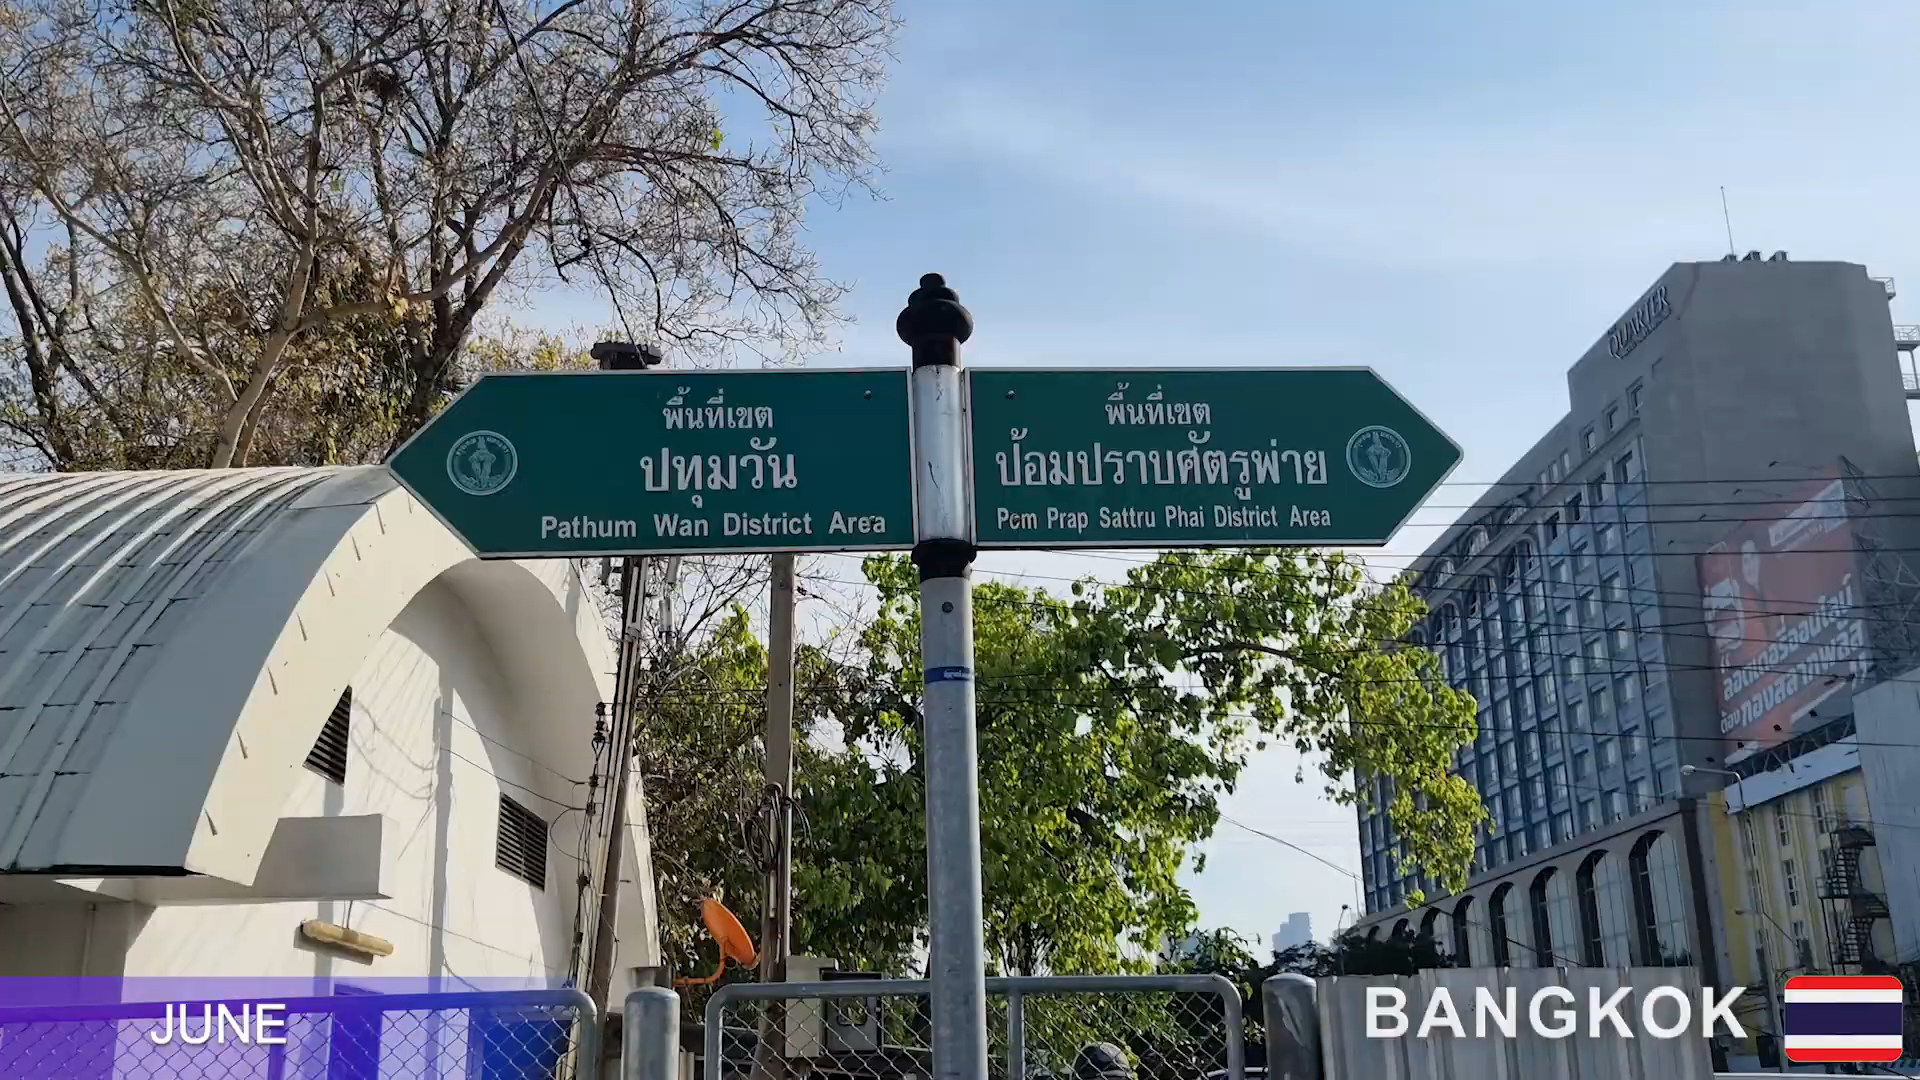 พื้นที่เขต
ปทุมวัน
Pathum Wan District Area
พื้นที่เขต
ป้อมปราบศัตรูพ่าย
Pom Prap Sattru Phai District Area
QUARTER
JUNE
BANGKOK